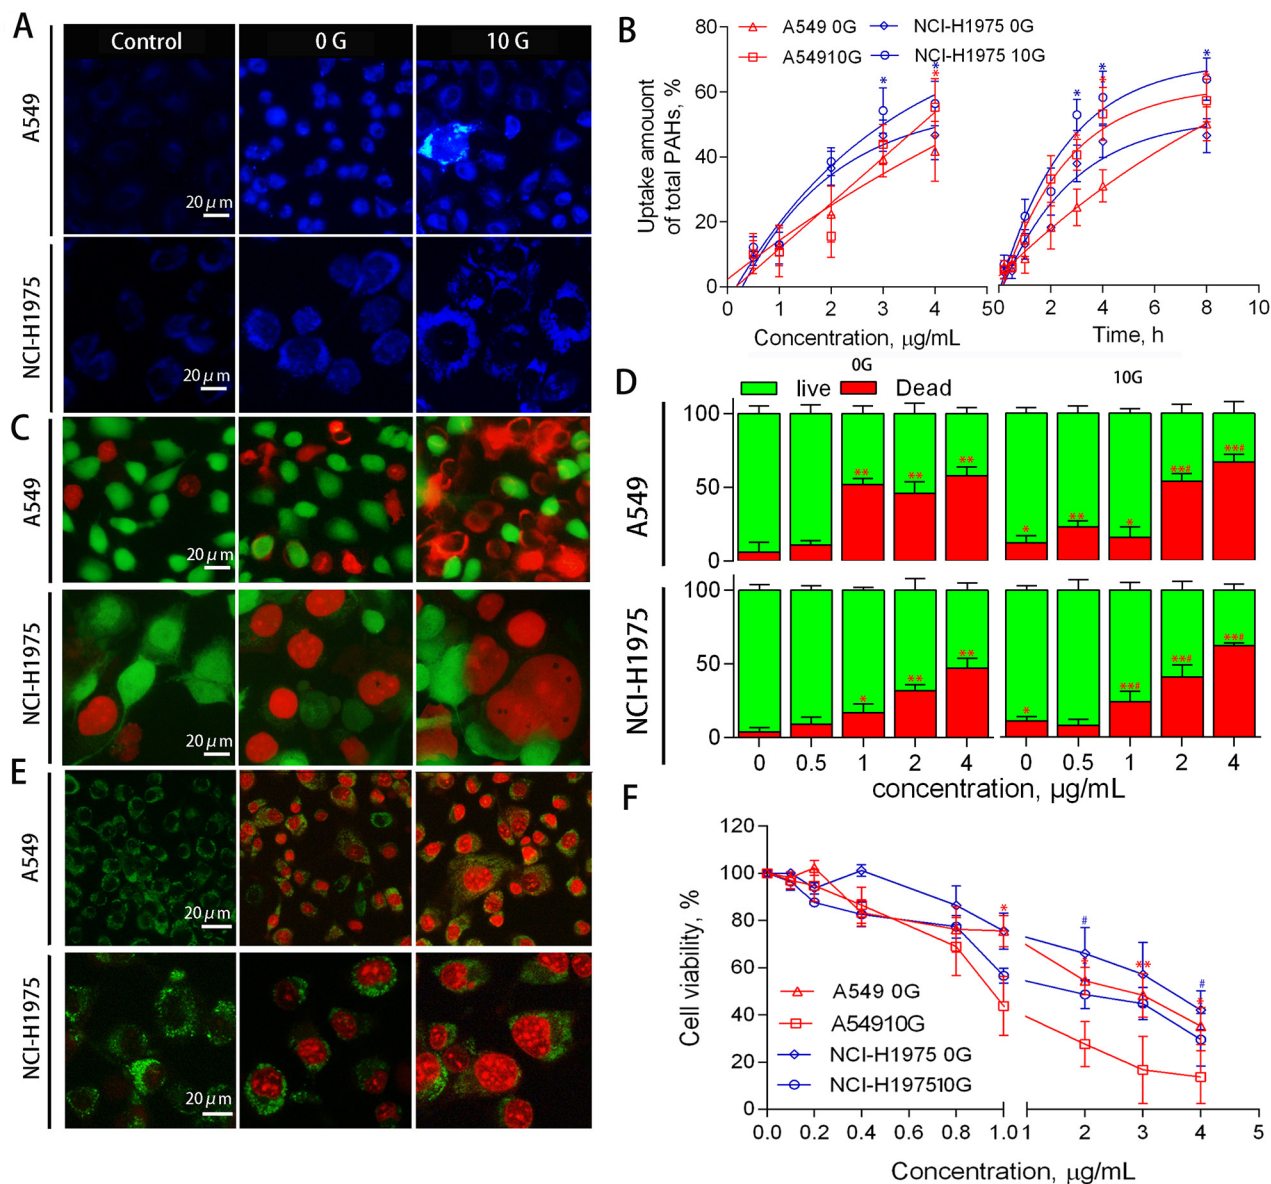 A
Control
0 G
10 G
A549
20 μm
NCI-H1975
20 μm
B
A549 0G
A54910G
NCI-H1975 0G
NCI-H1975 10G
Uptake amouont
of total PAHs, %
80
60
40
20
0
0 1 2 3 4 5
Concentration, μg/mL
* * *
0 2 4 6 8 10
Time, h
* * * * * *
C
A549
20 μm
NCI-H1975
20 μm
D
0G
10G
live
Dead
A549
100
50
0
** ** **
* ** * **# **#
NCI-H1975
100
50
0
* ** **
* **# **# **#
0 0.5 1 2 4
0 0.5 1 2 4
concentration, μg/mL
E
A549
20 μm
NCI-H1975
20 μm
F
Cell viability, %
120
100
80
60
40
20
0
* # * ** # *
A549 0G
A54910G
NCI-H1975 0G
NCI-H197510G
0.0 0.2 0.4 0.6 0.8 1.01 2 3 4 5
Concentration, μg/mL